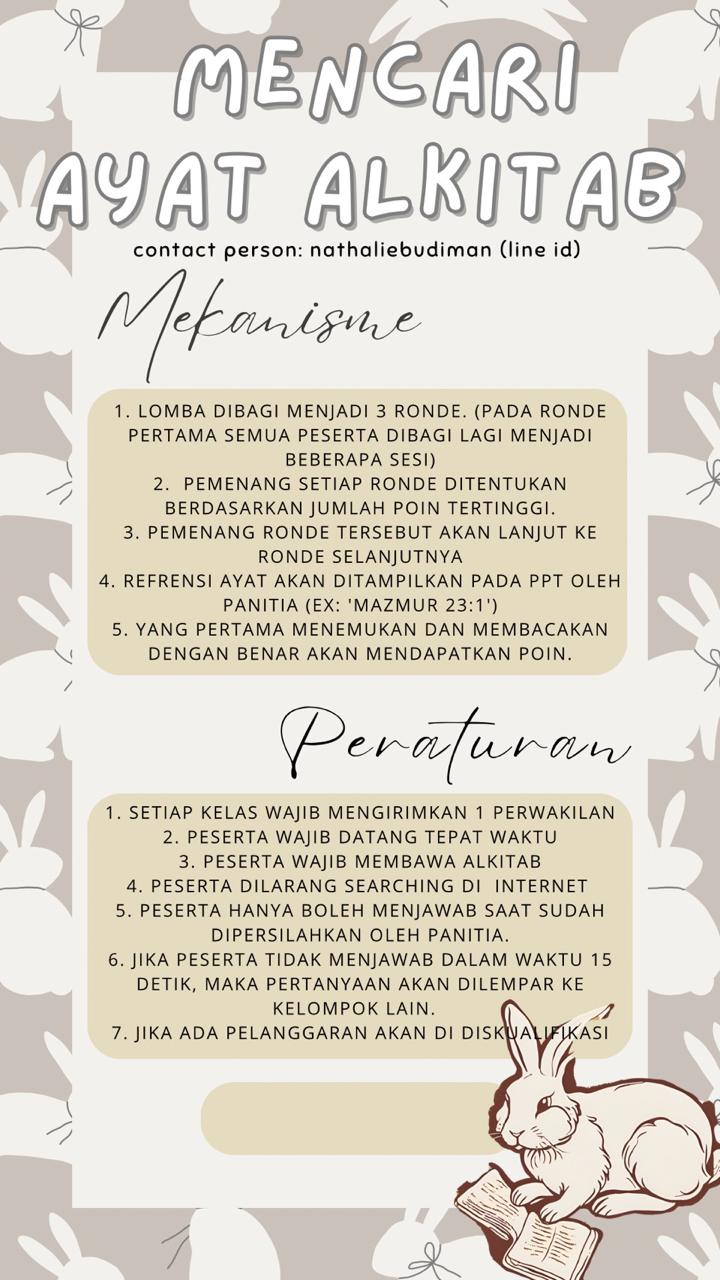 MENCARI
AYAT ALKITAB
contact person: nathaliebudiman (line id)
Mekanisme
1. LOMBA DIBAGI MENJADI 3 RONDE. (PADA RONDE
PERTAMA SEMUA PESERTA DIBAGI LAGI MENJADI
BEBERAPA SESI)
2. PEMENANG SETIAP RONDE DITENTUKAN
BERDASARKAN JUMLAH POIN TERTINGGI.
3. PEMENANG RONDE TERSEBUT AKAN LANJUT KE
RONDE SELANJUTNYA
4. REFRENSI AYAT AKAN DITAMPILKAN PADA PPT OLEH
PANITIA (EX: 'MAZMUR 23:1')
5. YANG PERTAMA MENEMUKAN DAN MEMBACAKAN
DENGAN BENAR AKAN MENDAPATKAN POIN.
Peraturan
1. SETIAP KELAS WAJIB MENGIRIMKAN 1 PERWAKILAN
2. PESERTA WAJIB DATANG TEPAT WAKTU
3. PESERTA WAJIB MEMBAWA ALKITAB
4. PESERTA DILARANG SEARCHING DI INTERNET
5. PESERTA HANYA BOLEH MENJAWAB SAAT SUDAH
DIPERSILAHKAN OLEH PANITIA.
6. JIKA PESERTA TIDAK MENJAWAB DALAM WAKTU 15
DETIK, MAKA PERTANYAAN AKAN DILEMPAR KE
KELOMPOK LAIN.
7. JIKA ADA PELANGGARAN AKAN DI DISKUALIFIKASI